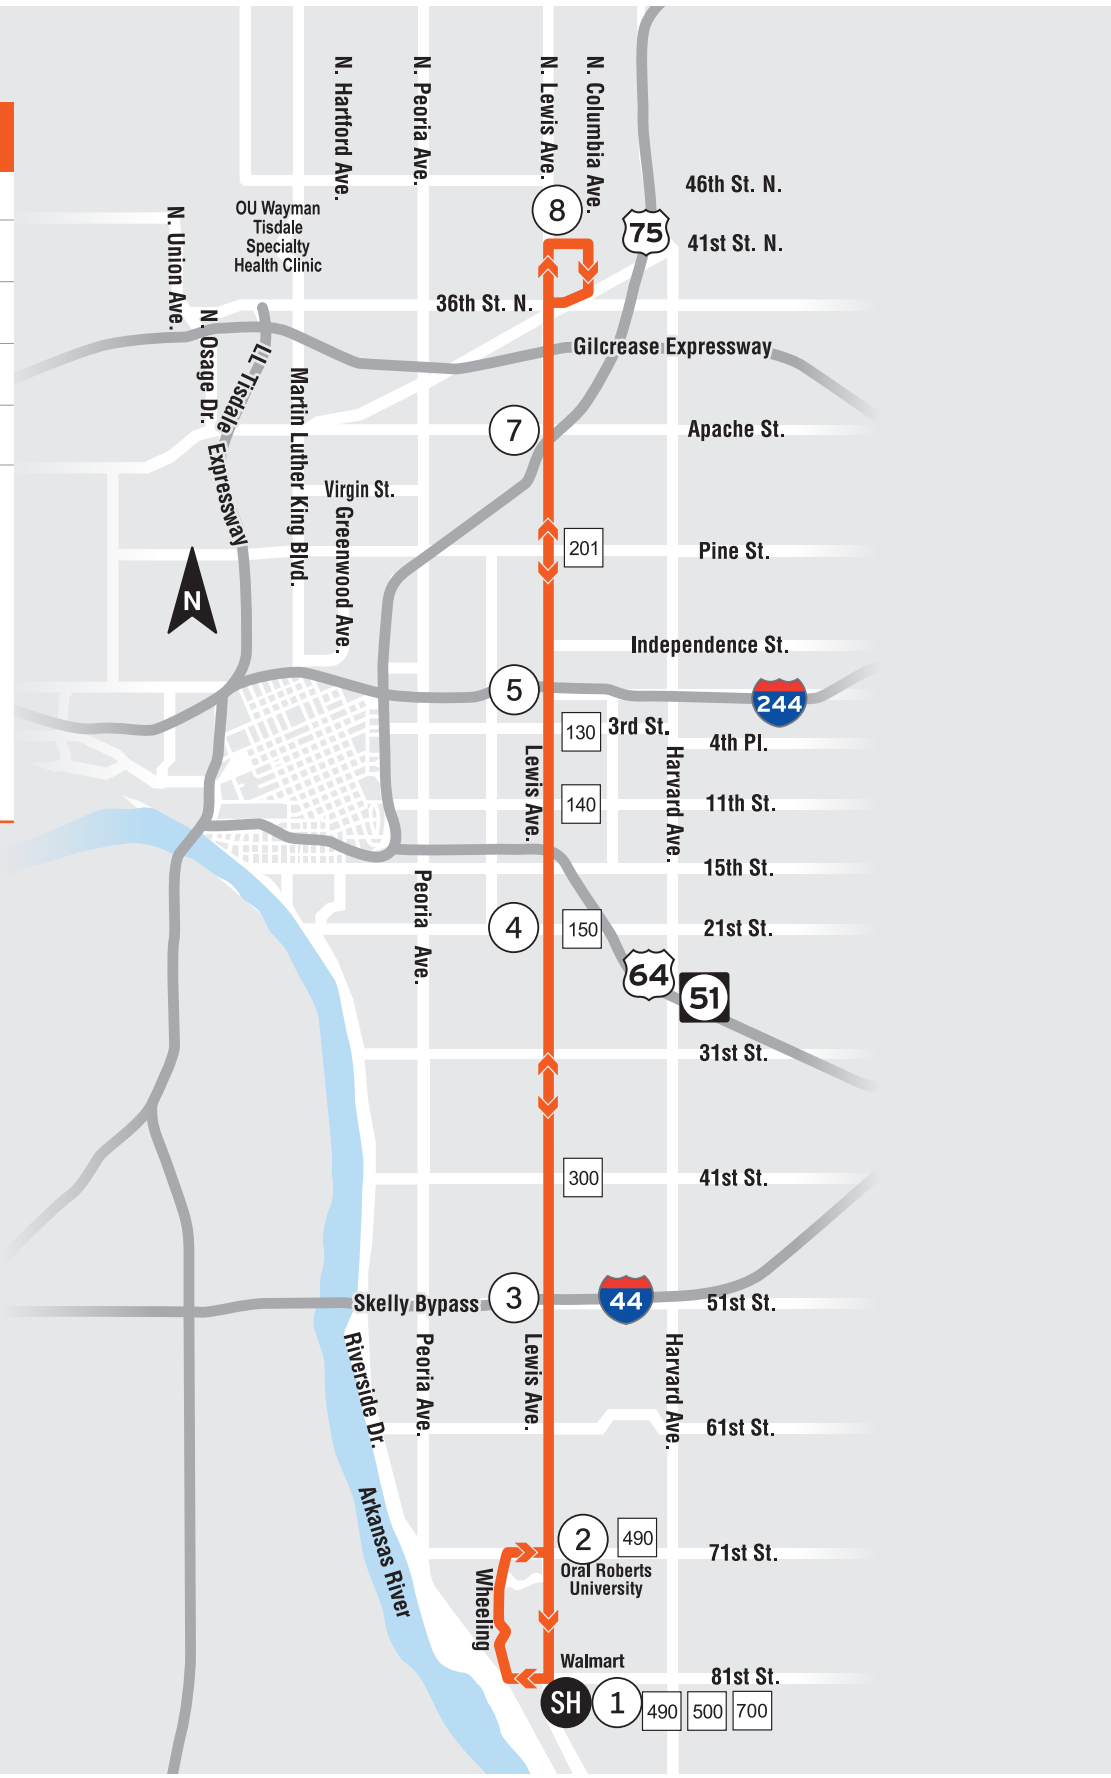 N. Hartford Ave.
N. Peoria Ave.
N. Lewis Ave.
N. Columbia Ave.
46th St. N.
OU Wayman
Tisdale
Specialty
Health Clinic
N. Union Ave.
8
75
41st St. N.
36th St. N.
N. Osage Dr.
LL Tisdale Expressway
Gilcrease Expressway
Martin Luther King Blvd.
7
Apache St.
Virgin St.
Greenwood Ave.
201
Pine St.
N
Independence St.
5
244
130
3rd St.
4th Pl.
Lewis Ave.
Harvard Ave.
140
11th St.
15th St.
Peoria Ave.
4
150
21st St.
64
51
31st St.
300
41st St.
Skelly Bypass
3
44
51st St.
Riverside Dr.
Peoria Ave.
Lewis Ave.
Harvard Ave.
61st St.
Arkansas River
2
490
71st St.
Oral Roberts
University
Wheeling
Walmart
81st St.
SH
1
490
500
700